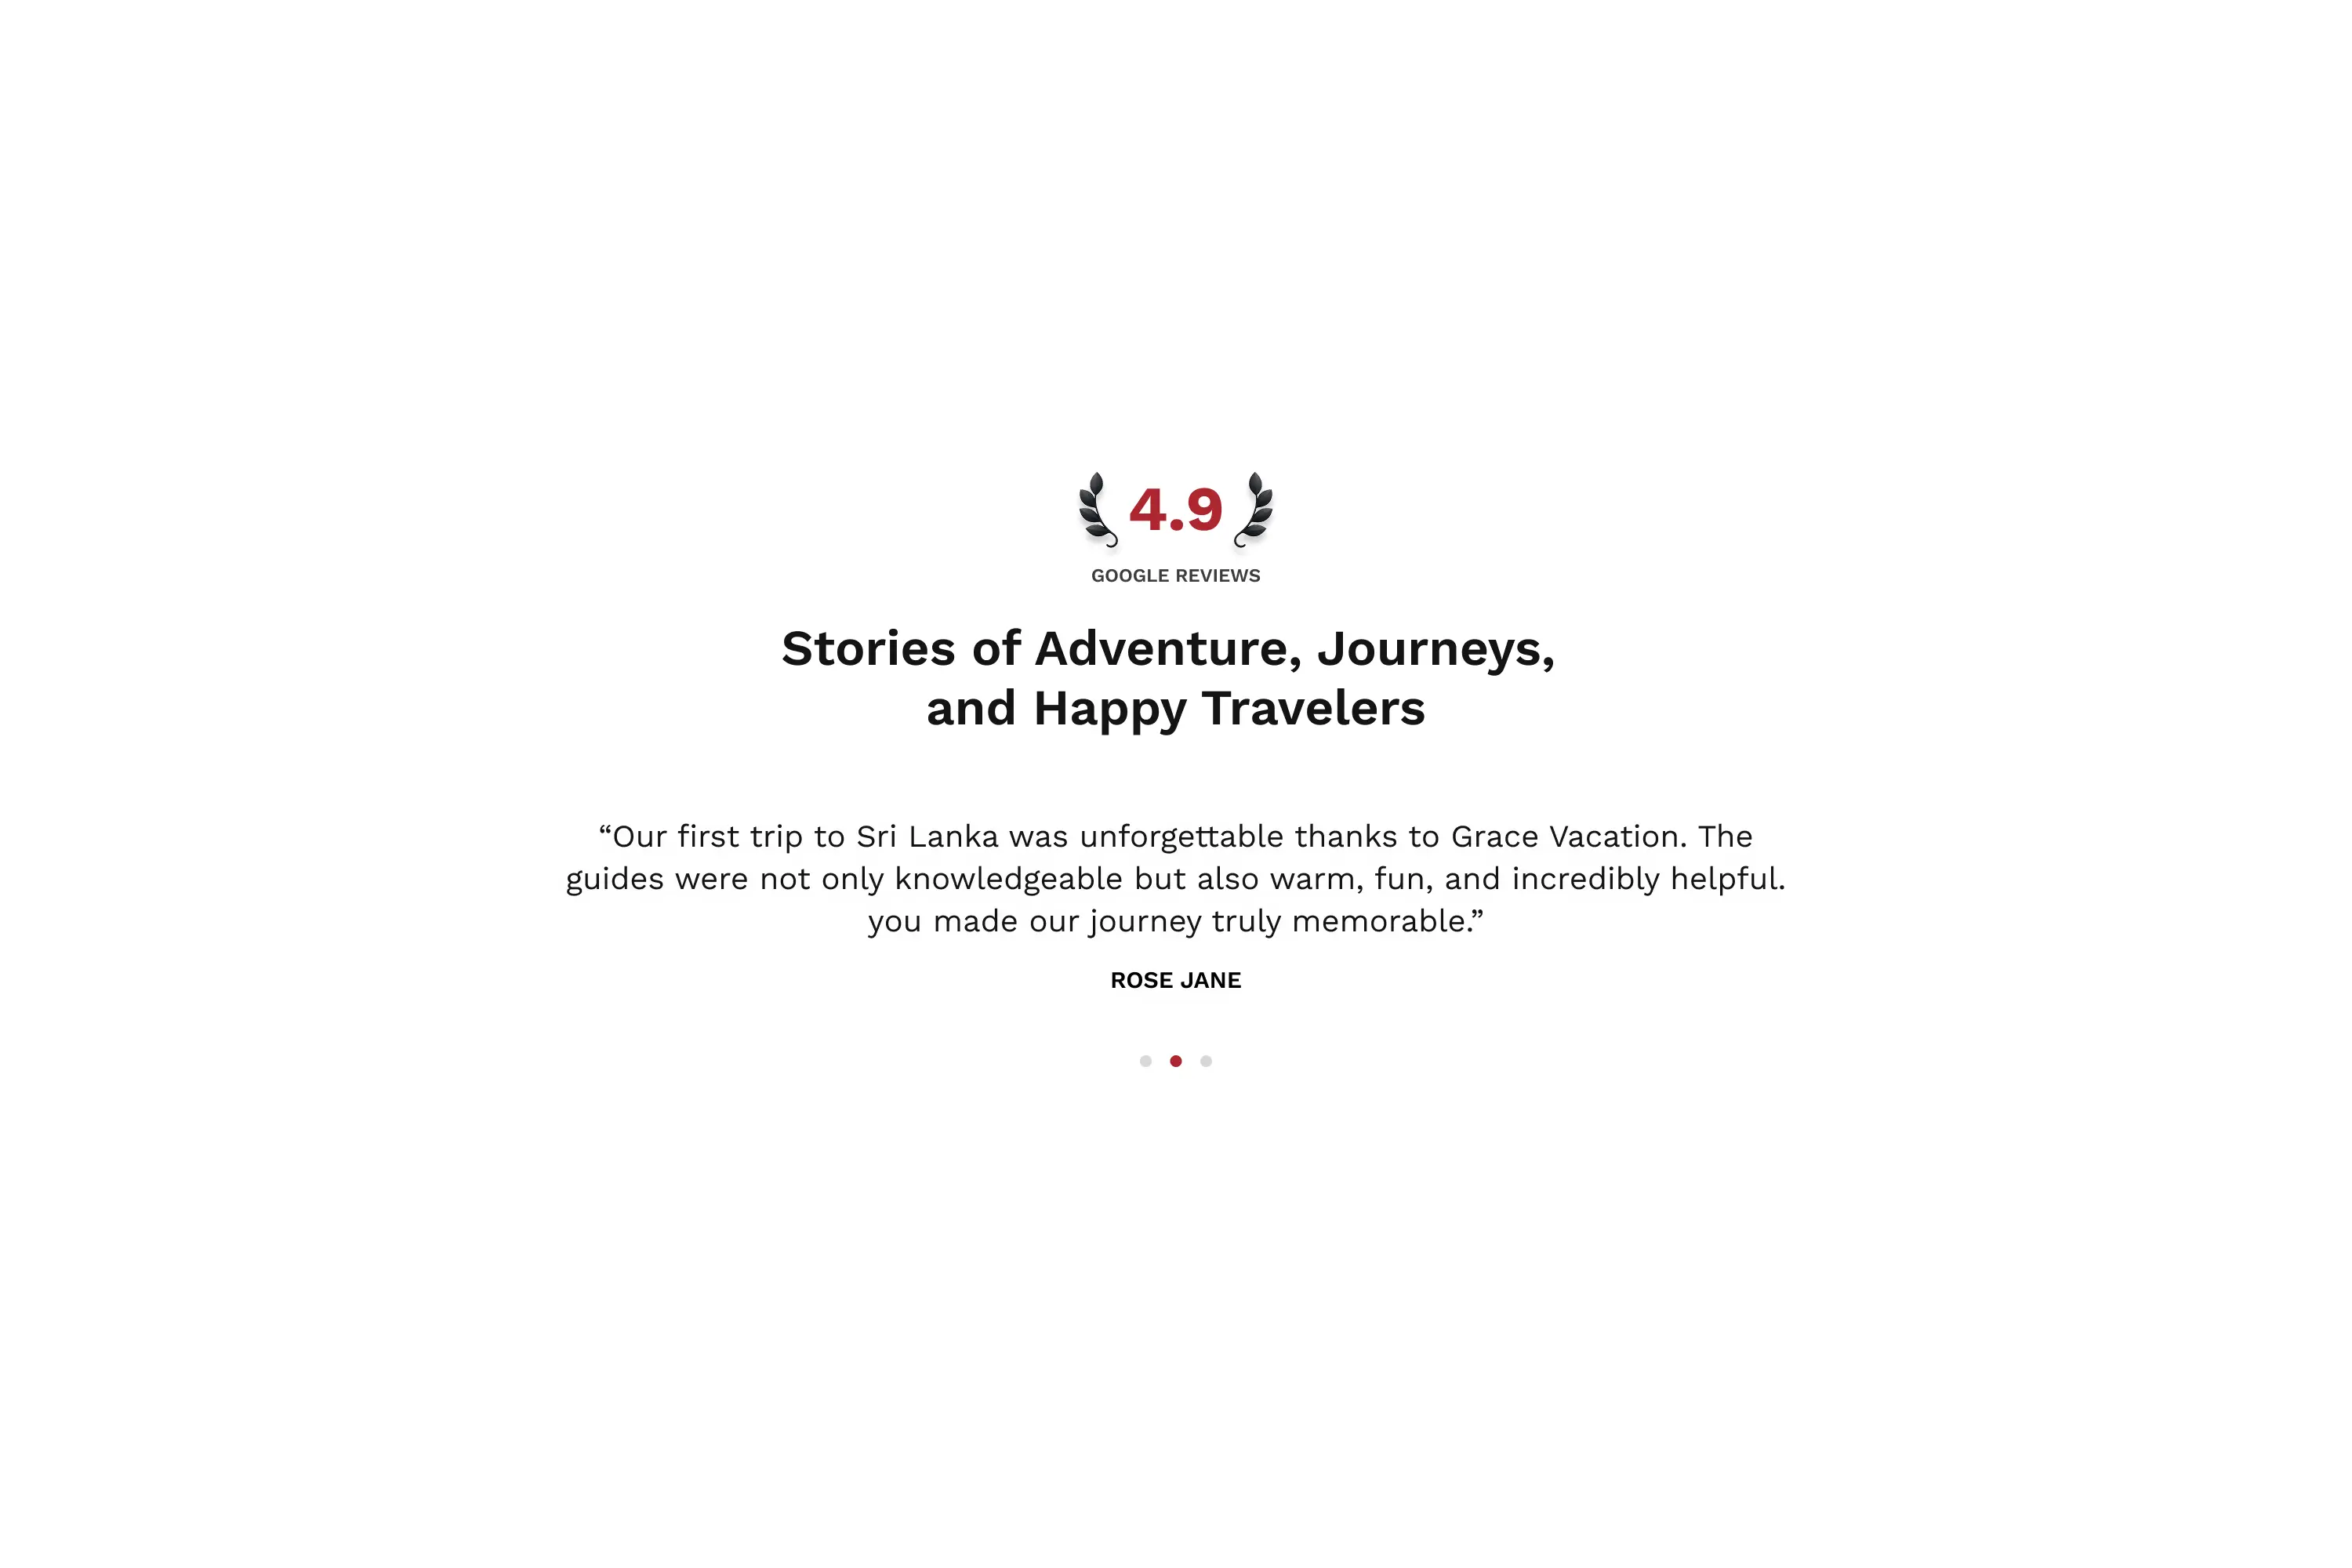 4.9
GOOGLE REVIEWS
Stories of Adventure, Journeys,
and Happy Travelers
“Our first trip to Sri Lanka was unforgettable thanks to Grace Vacation. The
guides were not only knowledgeable but also warm, fun, and incredibly helpful.
you made our journey truly memorable.”
ROSE JANE